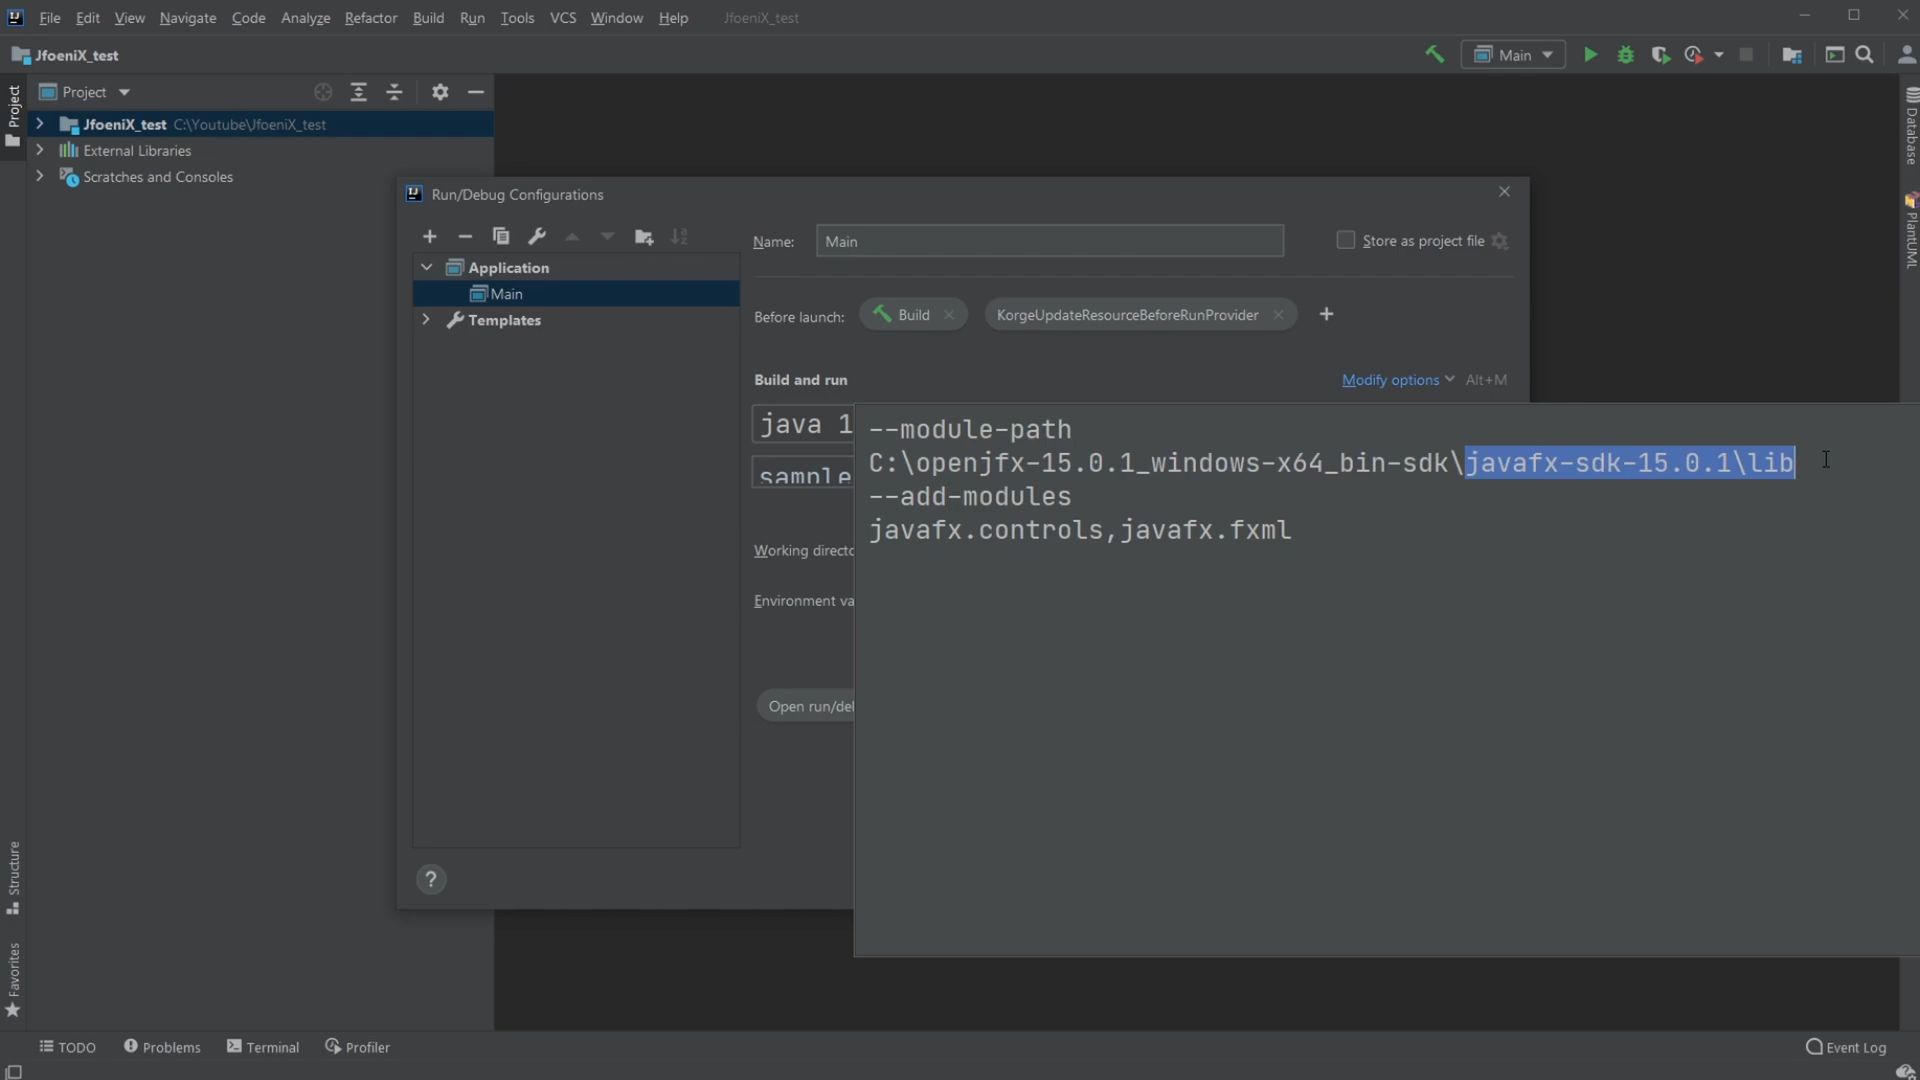 File Edit View Navigate Code Analyze Refactor Build Run Tools VCS Window Help JfoeniX_test
JfoeniX_test
Main
Project
Project
JfoeniX_test C:\Youtube\JfoeniX_test
External Libraries
Scratches and Consoles
Database
PlantUML
Run/Debug Configurations
Name: Main
Store as project file
Application
Main
Templates
Before launch: Build KorgeUpdateResourceBeforeRunProvider
Build and run
Modify options Alt+M
java 1
sample
--module-path
C:\openjfx-15.0.1_windows-x64_bin-sdk\javafx-sdk-15.0.1\lib
--add-modules
javafx.controls,javafx.fxml
Working directo
Environment va
Open run/de
?
Structure
Favorites
TODO Problems Terminal Profiler
Event Log